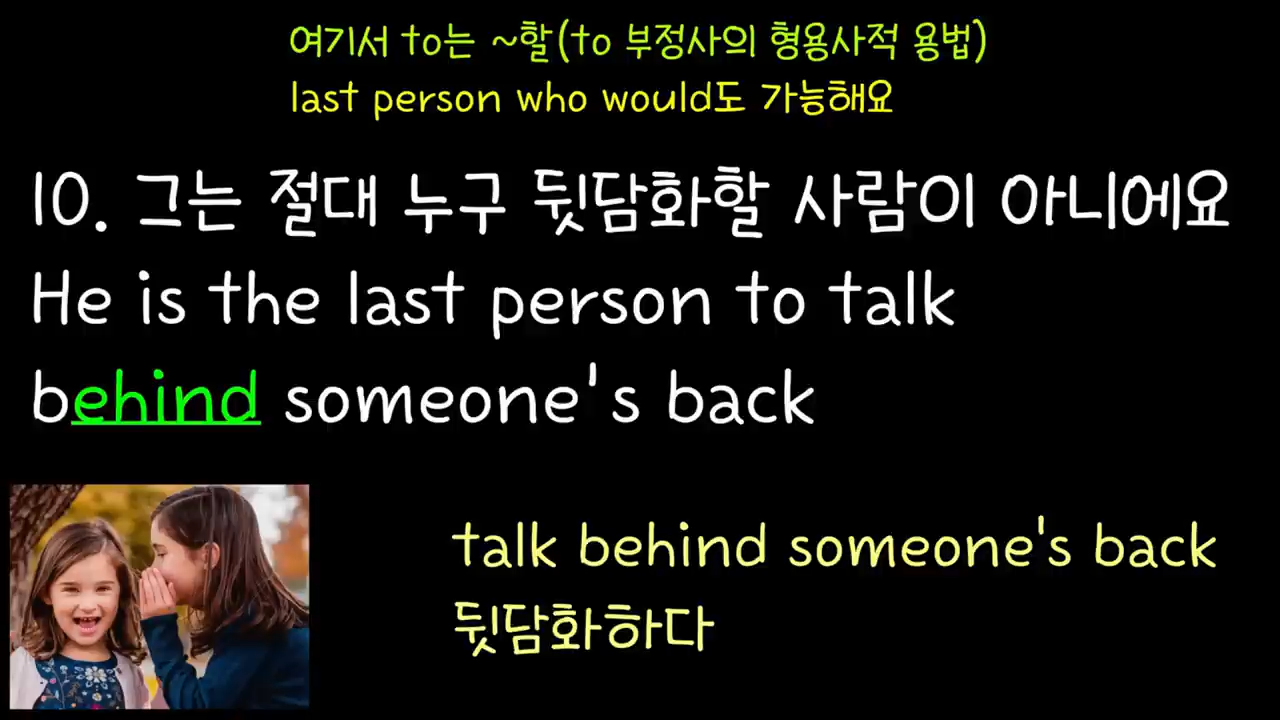 여기서 to는 ~할(to 부정사의 형용사적 용법)
last person who would도 가능해요
10. 그는 절대 누구 뒷담화할 사람이 아니에요
He is the last person to talk
behind someone's back
talk behind someone's back
뒷담화하다